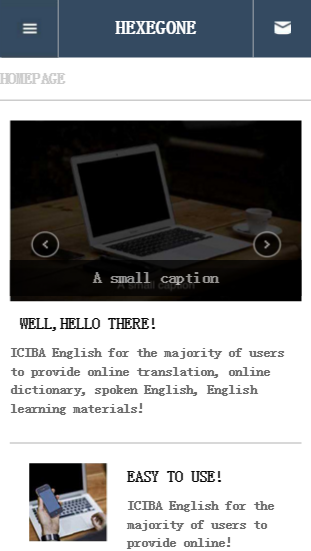 HEXEGONE
HOMEPAGE
A small caption
A small caption
WELL,HELLO THERE!
ICIBA English for the majority of users
to provide online translation, online
dictionary, spoken English, English
learning materials!
EASY TO USE!
ICIBA English for the
majority of users to
provide online!